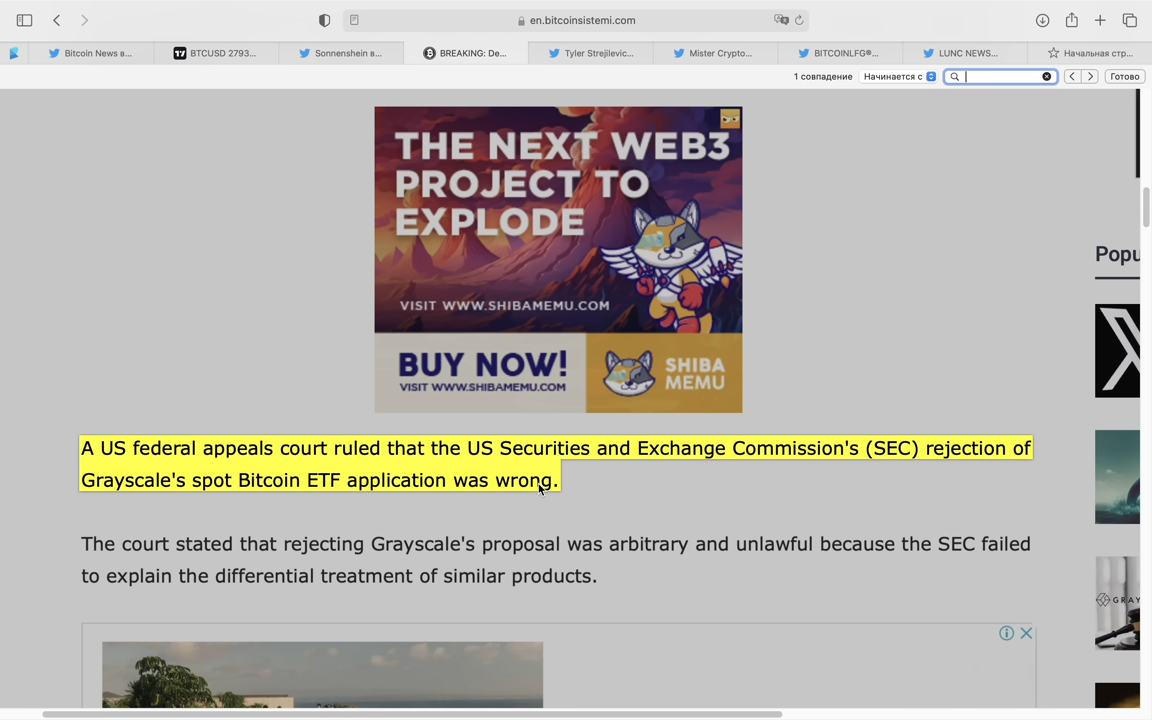 en.bitcoinsistemi.com
Bitcoin News в...
17 BTCUSD 2793...
Sonnenshein в...
BREAKING: De...
Tyler Strejilevic...
Mister Crypto...
BITCOINLFG®...
LUNC NEWS...
Начальная стр...
1 совпадение
Начинается с
Готово
THE NEXT WEB3
PROJECT TO
EXPLODE
VISIT WWW.SHIBAMEMU.COM
BUY NOW!
VISIT WWW.SHIBAMEMU.COM
SHIBA
MEMU
Popu
A US federal appeals court ruled that the US Securities and Exchange Commission's (SEC) rejection of
Grayscale's spot Bitcoin ETF application was wrong.
The court stated that rejecting Grayscale's proposal was arbitrary and unlawful because the SEC failed
to explain the differential treatment of similar products.
GRAY